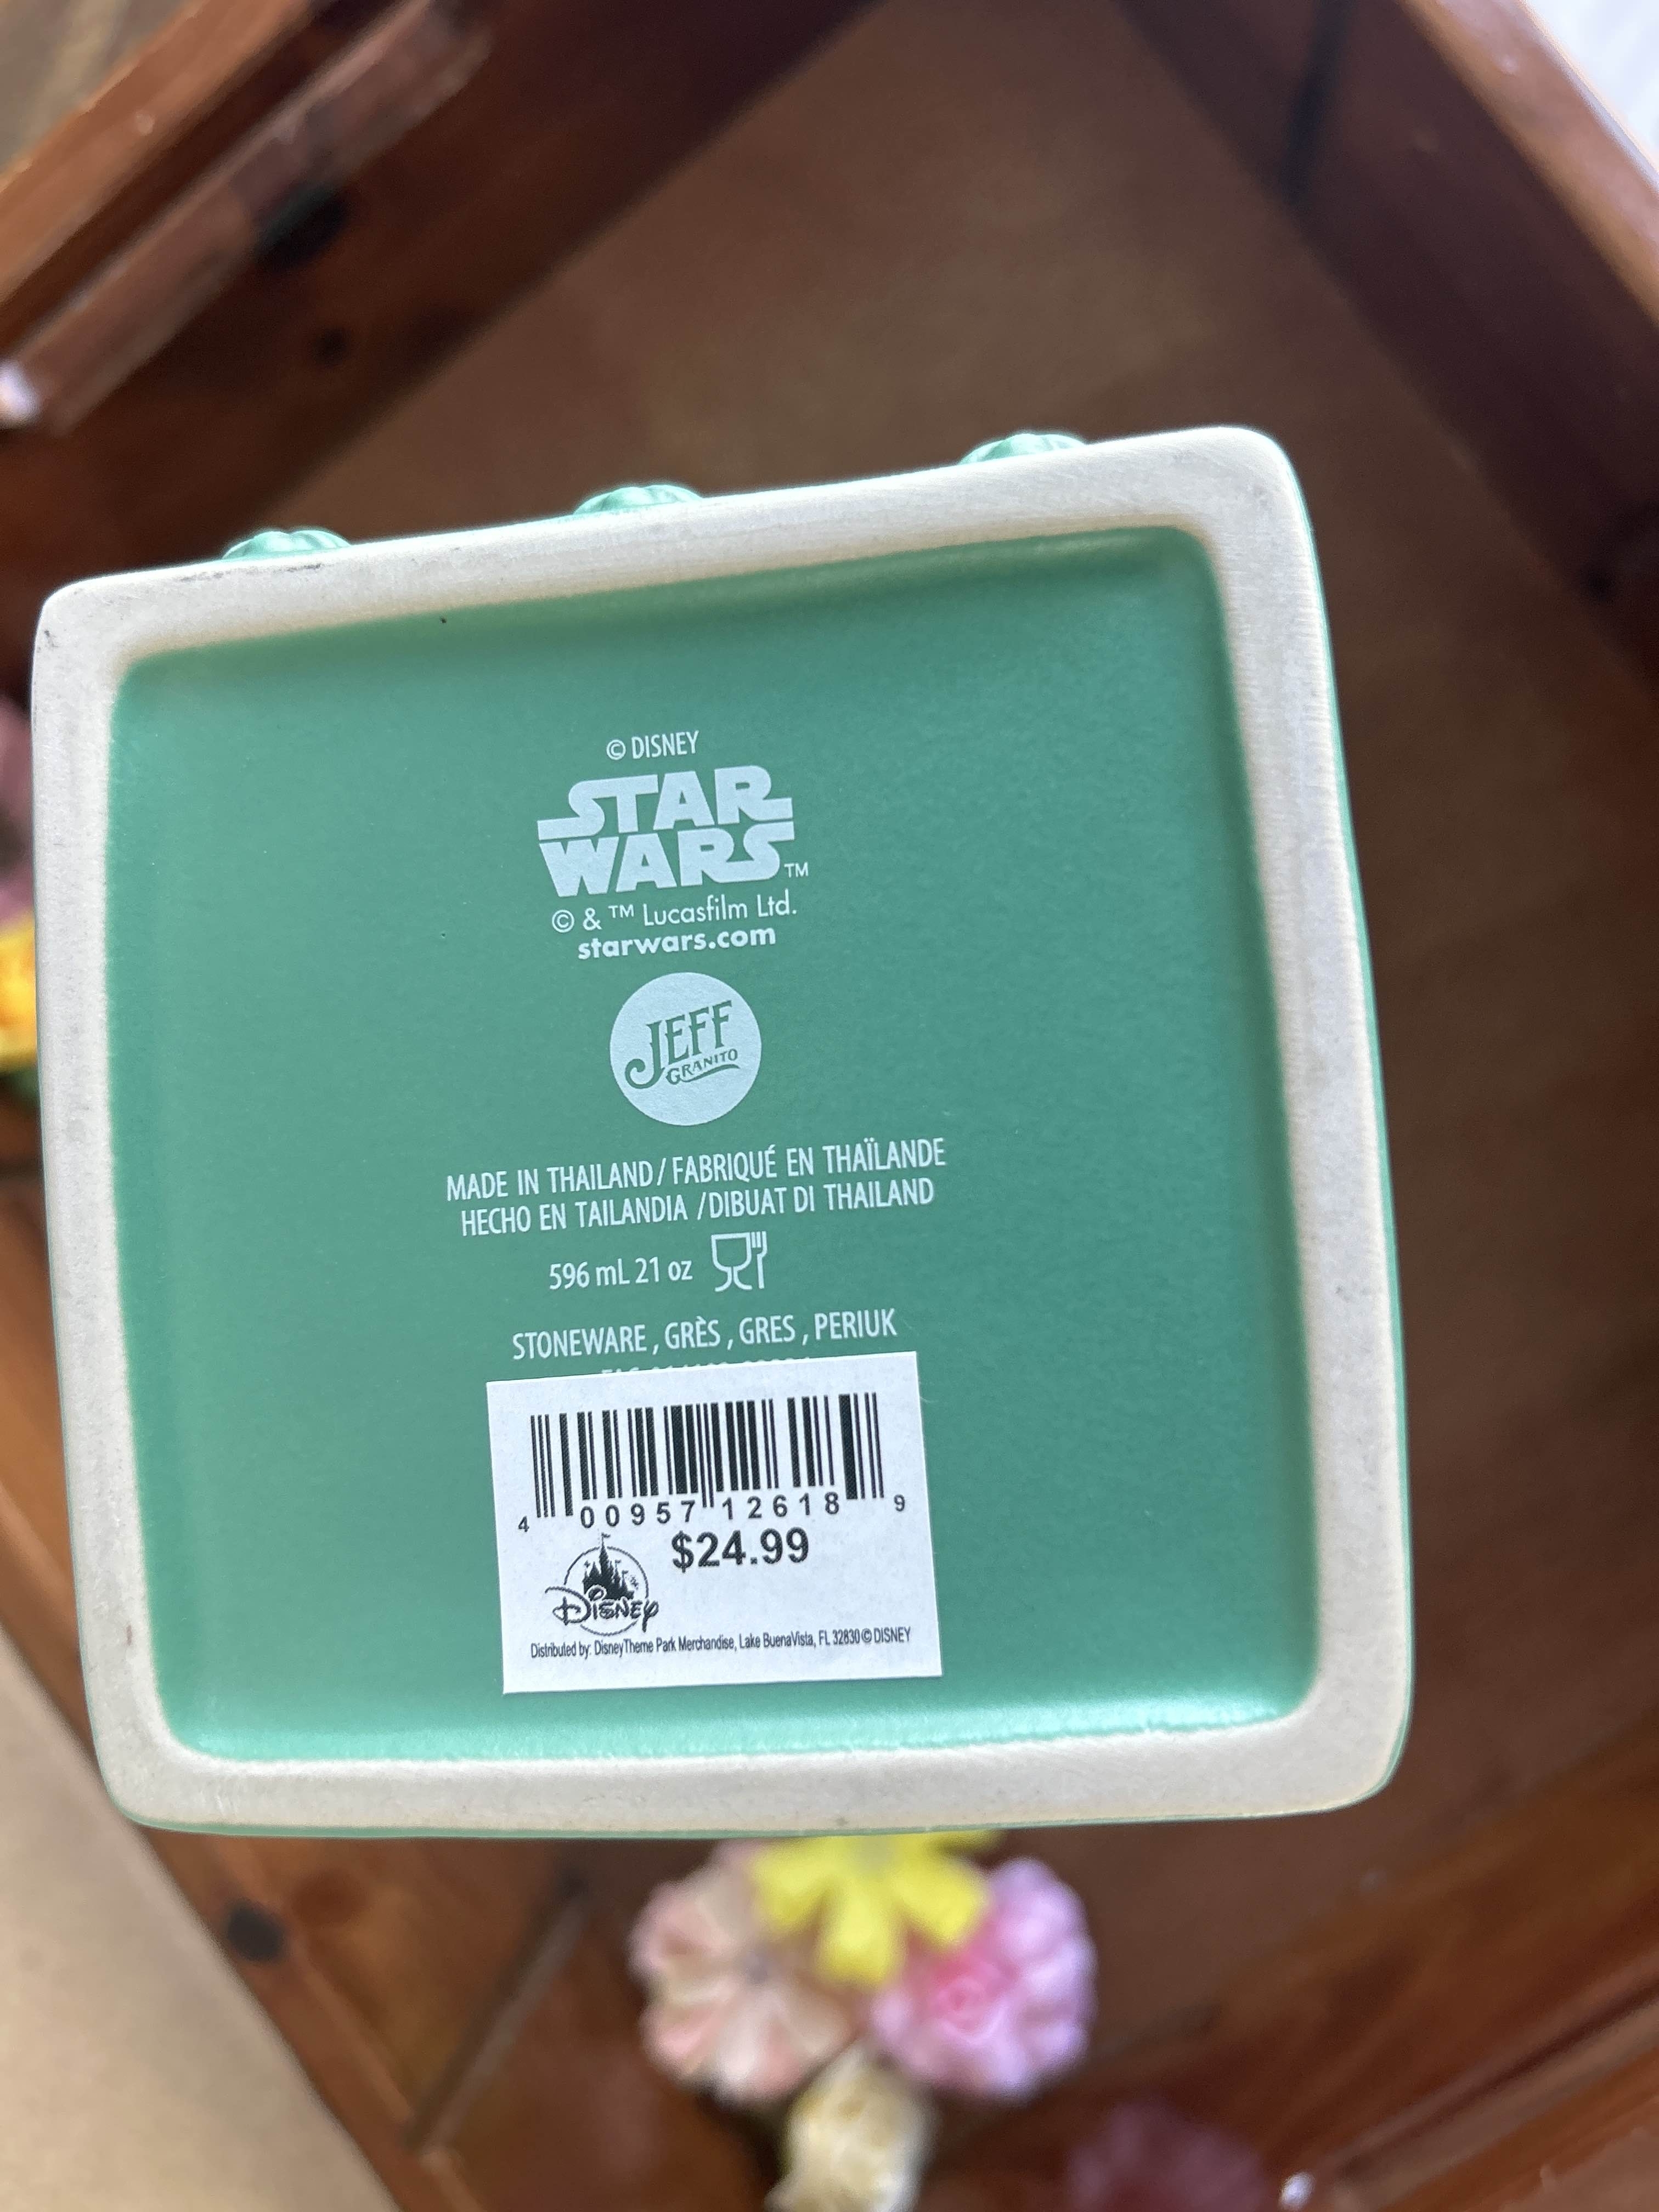 © DISNEY
STAR
WARS™
© & ™ Lucasfilm Ltd.
starwars.com
JEFF
GRANITO
MADE IN THAILAND / FABRIQUÉ EN THAÏLANDE
HECHO EN TAILANDIA / DIBUAT DI THAILAND
596 mL 21 oz
STONEWARE , GRÈS , GRES , PERIUK
4 00957 12618 9
$24.99
Disney
Distributed by: Disney Theme Park Merchandise, Lake Buena Vista, FL 32830 © DISNEY